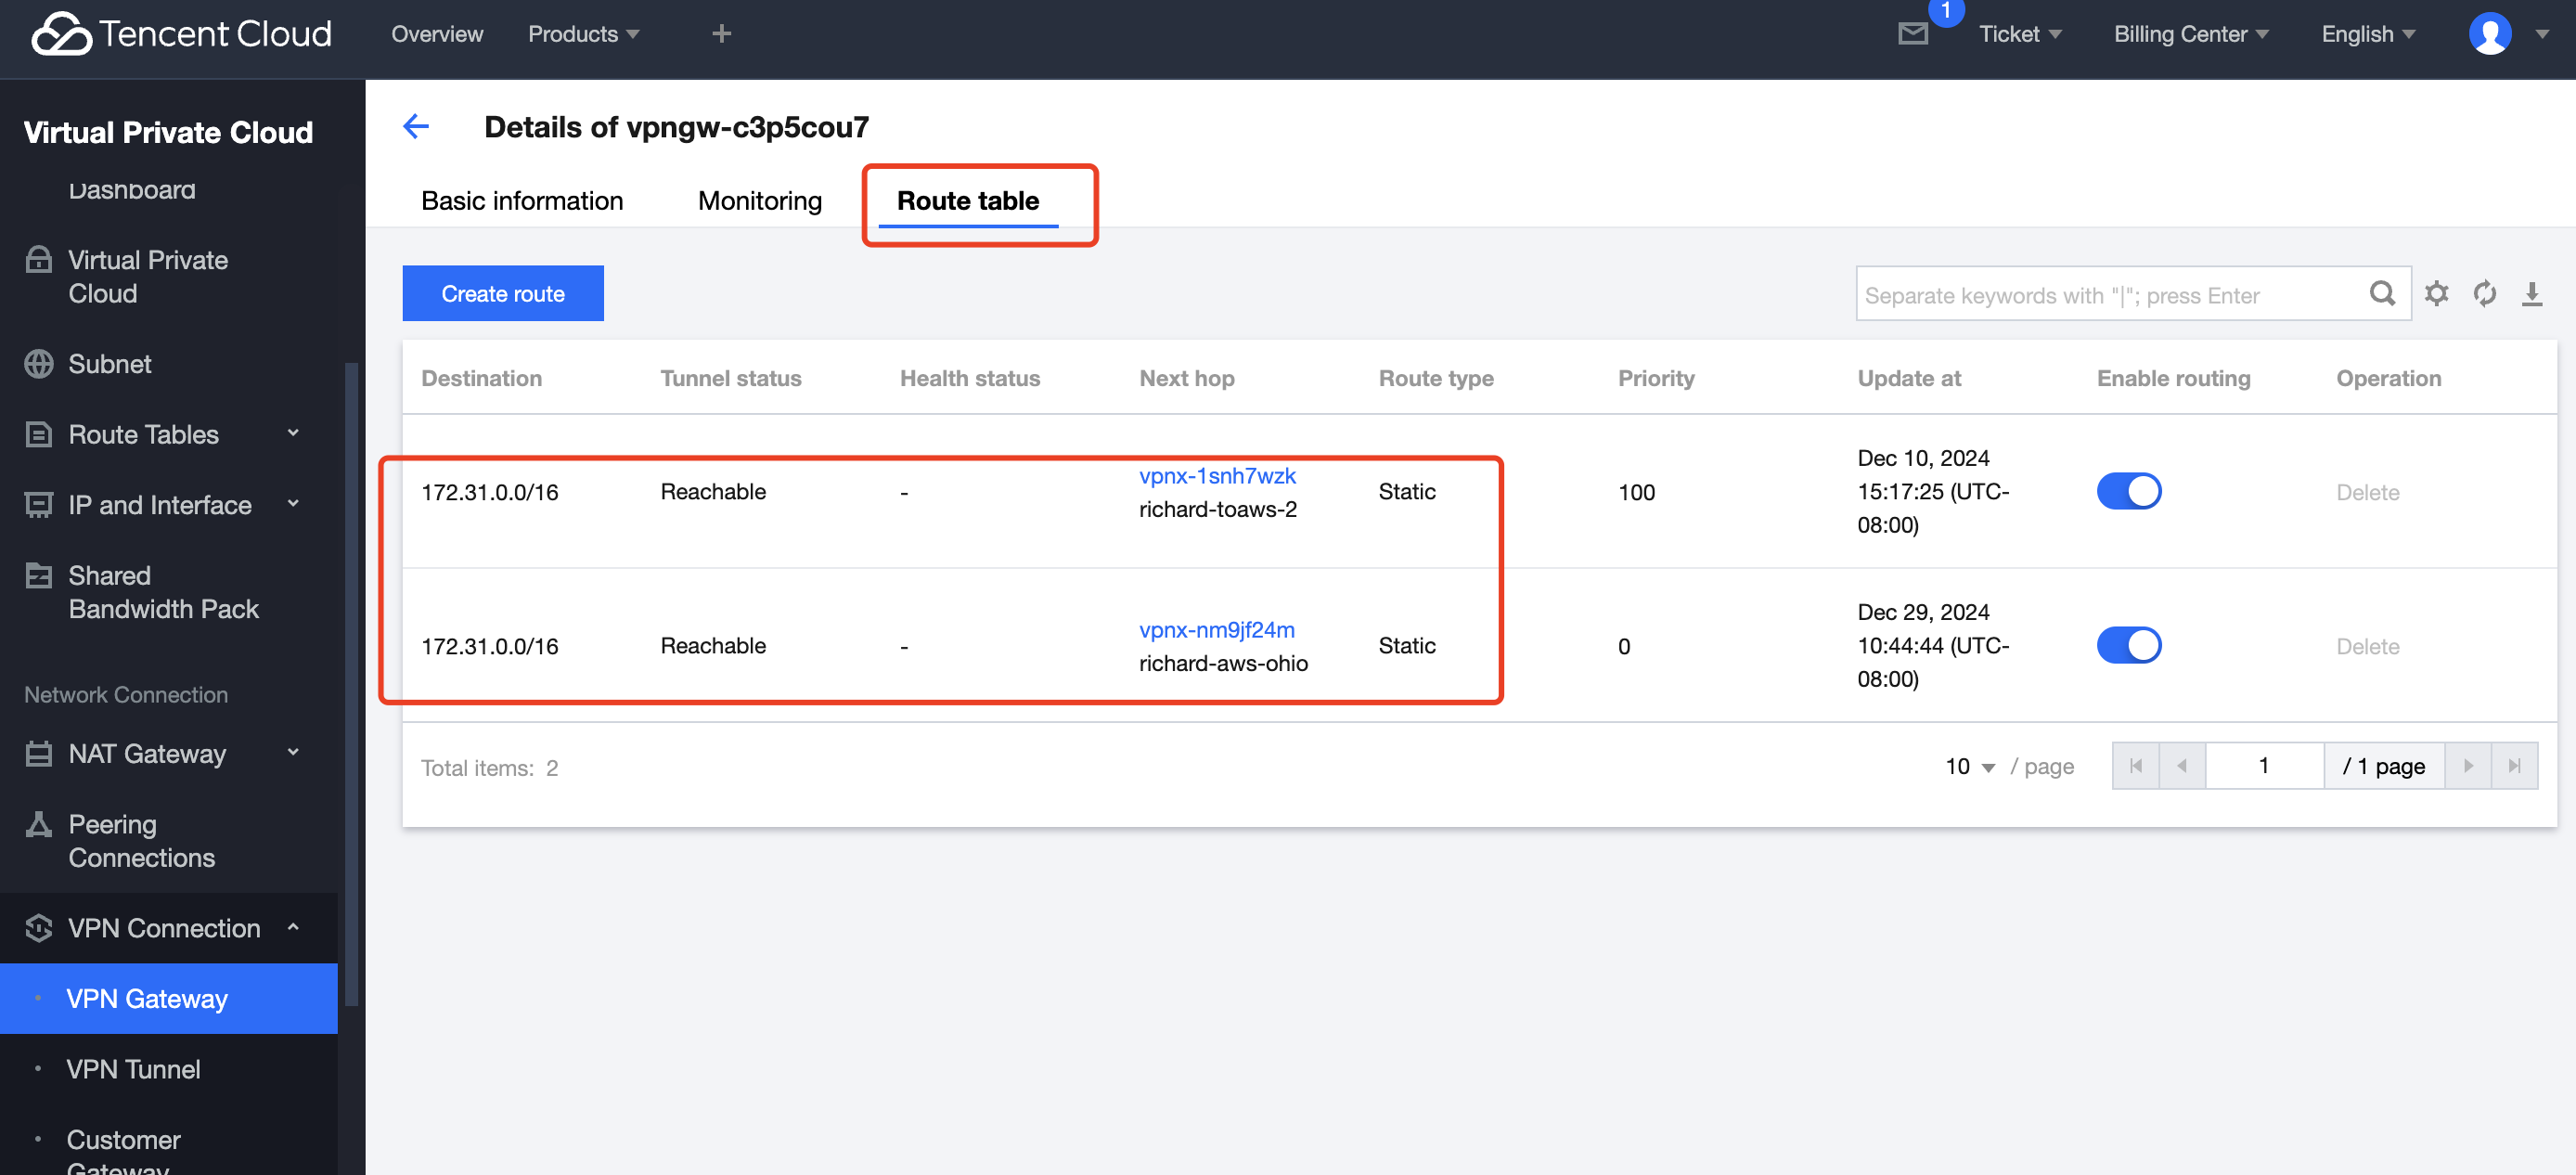 Tencent Cloud
Overview
Products
1
Ticket
Billing Center
English
Virtual Private Cloud
Dashboard
Virtual Private
Cloud
Subnet
Route Tables
IP and Interface
Shared
Bandwidth Pack
Network Connection
NAT Gateway
Peering
Connections
VPN Connection
VPN Gateway
VPN Tunnel
Customer
Gateway
Details of vpngw-c3p5cou7
Basic information
Monitoring
Route table
Create route
Separate keywords with "|"; press Enter
Destination
Tunnel status
Health status
Next hop
Route type
Priority
Update at
Enable routing
Operation
172.31.0.0/16
Reachable
-
vpnx-1snh7wzk
richard-toaws-2
Static
100
Dec 10, 2024
15:17:25 (UTC-
08:00)
Delete
172.31.0.0/16
Reachable
-
vpnx-nm9jf24m
richard-aws-ohio
Static
0
Dec 29, 2024
10:44:44 (UTC-
08:00)
Delete
Total items: 2
10 / page
1
/ 1 page